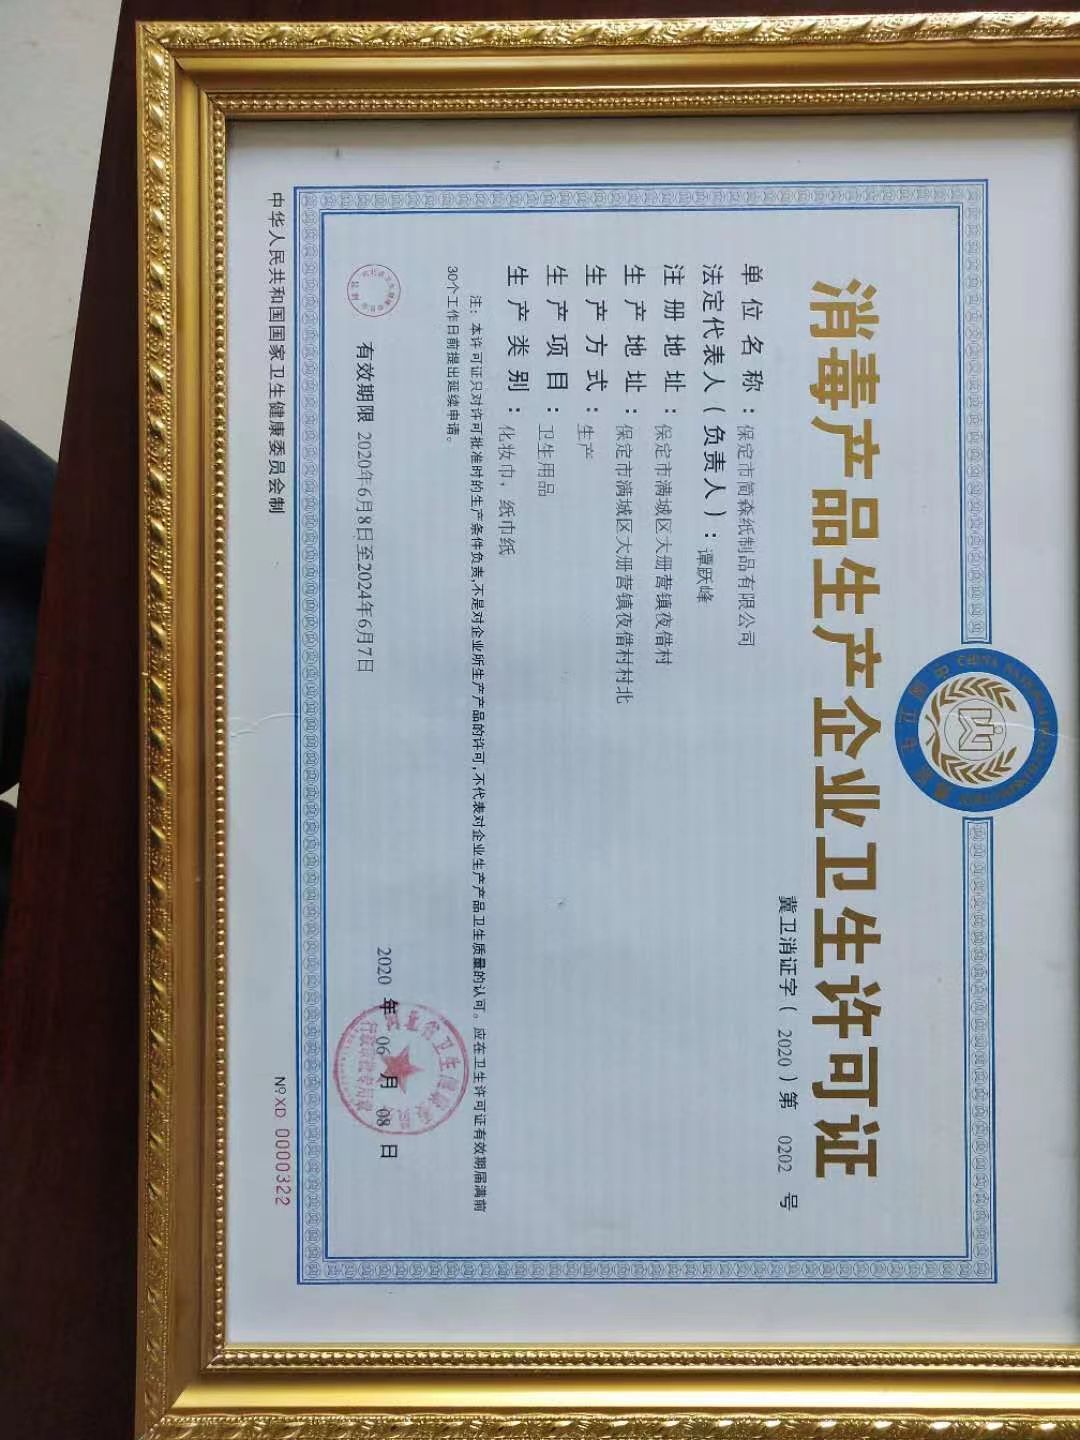 消毒产品生产企业卫生许可证
冀卫消证字（2020）第 0202 号
单位名称：保定市简森纸制品有限公司
法定代表人（负责人）：谭跃峰
注册地址：保定市满城区大册营镇夜借村
生产地址：保定市满城区大册营镇夜借村村北
生产方式：生产
生产项目：卫生用品
生产类别：化妆巾，纸巾纸
注：本许可证只对许可批准时的生产条件负责,不是对企业所生产产品的许可,不代表对企业生产产品卫生质量的认可。应在卫生许可证有效期届满前
30个工作日前提出延续申请。
有效期限 2020年6月8日至2024年6月7日
2020 年 06 月 08 日
中华人民共和国国家卫生健康委员会制
NºXD 0000322